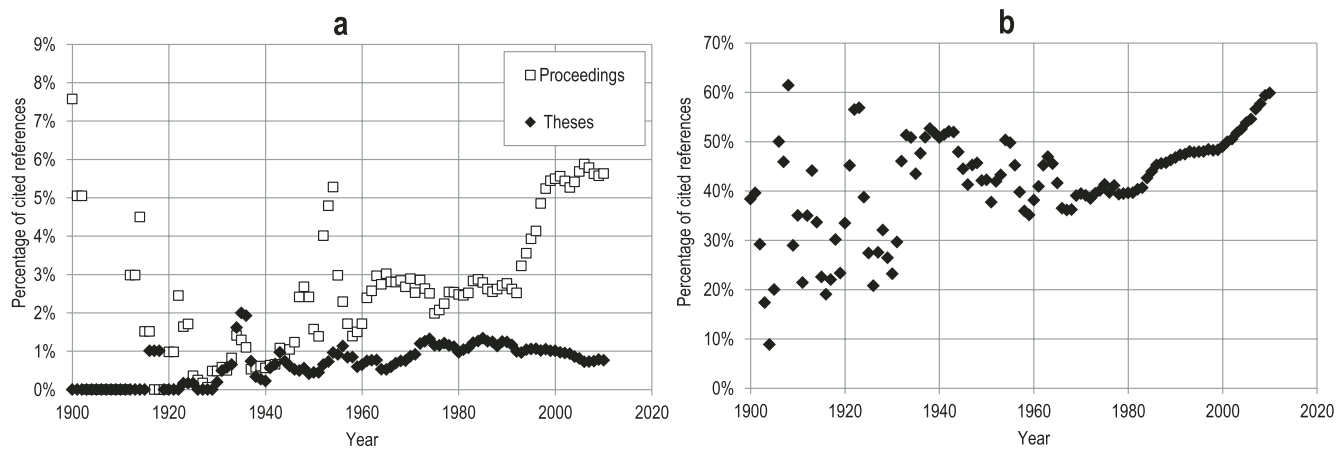 a
9%
8%
7%
6%
5%
4%
3%
2%
1%
0%
Percentage of cited references
Proceedings
Theses
1900 1920 1940 1960 1980 2000 2020
Year
b
70%
60%
50%
40%
30%
20%
10%
0%
Percentage of cited references
1900 1920 1940 1960 1980 2000 2020
Year